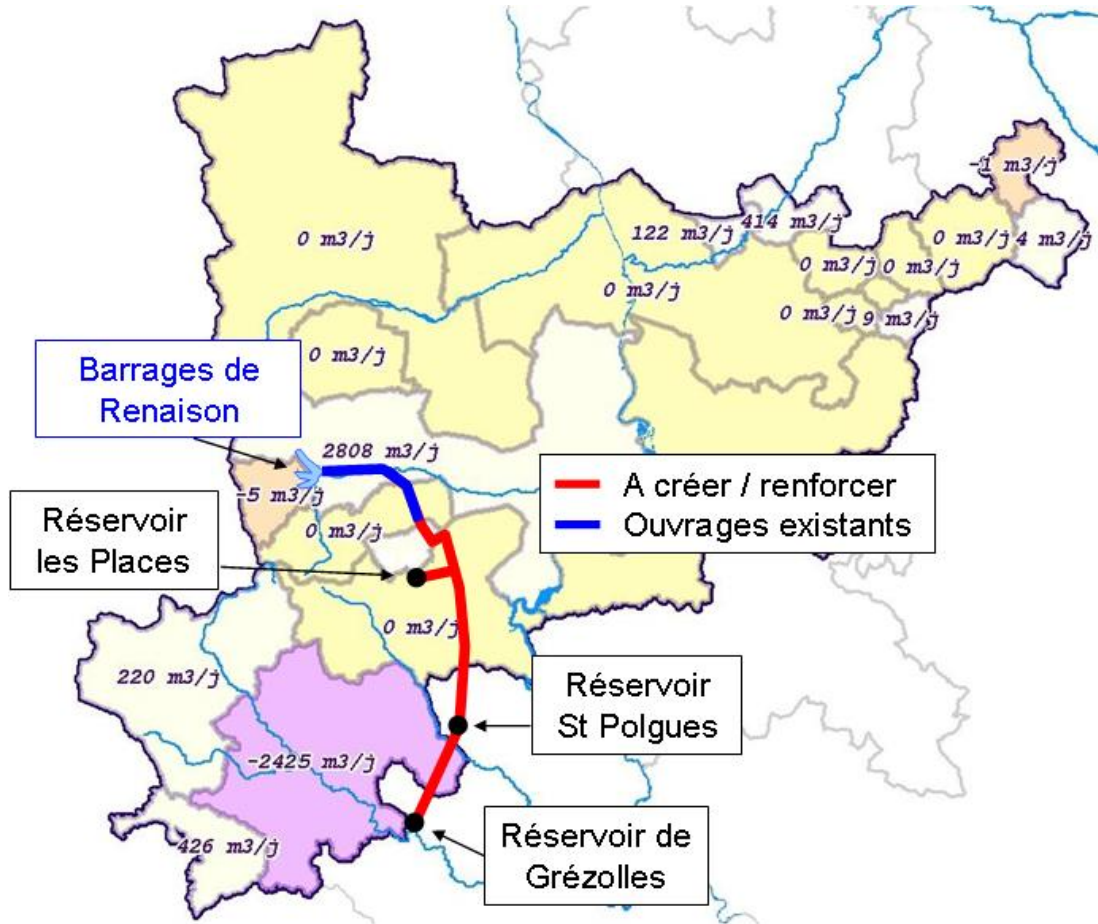 -1 m3/j
0 m3/j
122 m3/j
414 m3/j
0 m3/j
4 m3/j
0 m3/j
0 m3/j
0 m3/j
0 m3/j
9 m3/j
0 m3/j
Barrages de
Renaison
2808 m3/j
-5 m3/j
A créer / renforcer
Ouvrages existants
Réservoir
les Places
0 m3/j
0 m3/j
220 m3/j
Réservoir
St Polgues
-2425 m3/j
426 m3/j
Réservoir de
Grézolles